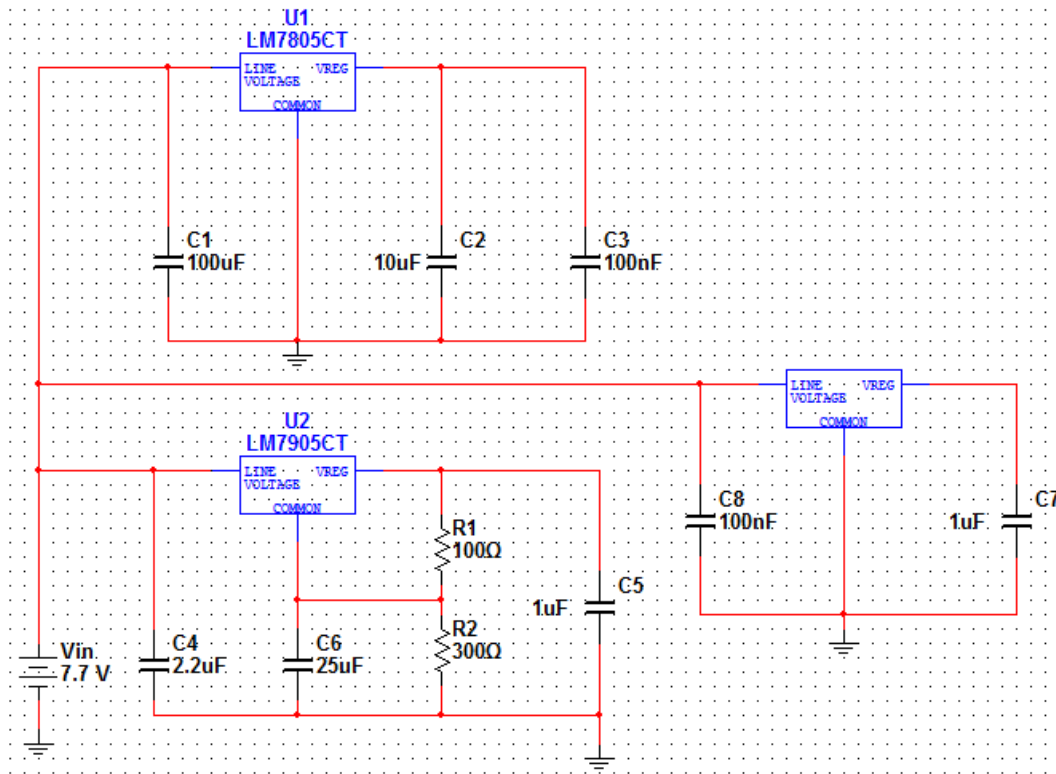 U1
LM7805CT
LINE VREG
VOLTAGE
COMMON
C1
100uF
C2
10uF
C3
100nF
LINE VREG
VOLTAGE
COMMON
U2
LM7905CT
LINE VREG
VOLTAGE
COMMON
C8
100nF
C7
1uF
R1
100Ω
C5
1uF
R2
300Ω
C4
2.2uF
C6
25uF
Vin
7.7 V